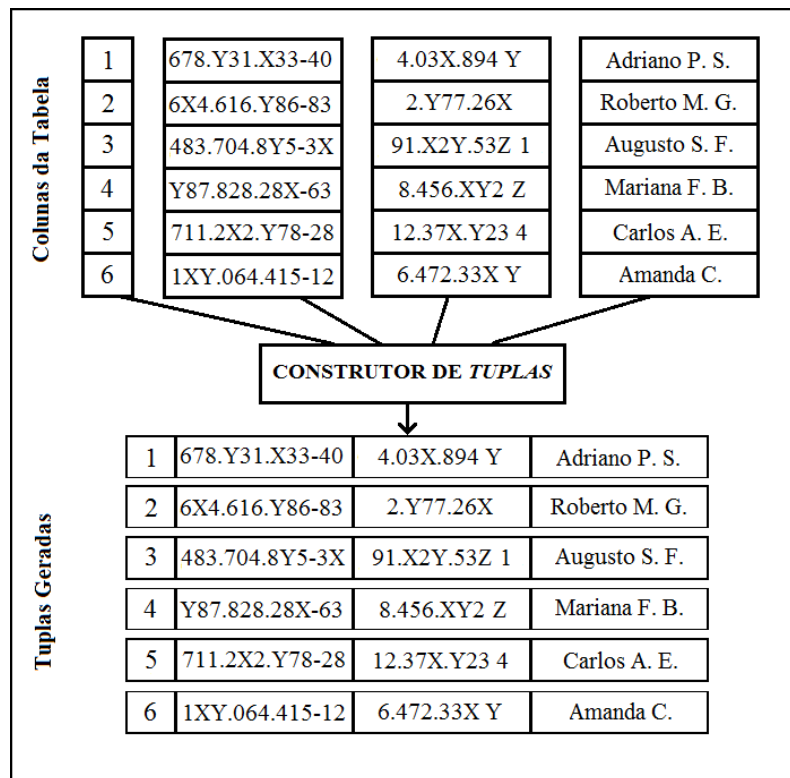 Colunas da Tabela
1 678.Y31.X33-40 4.03X.894 Y Adriano P. S.
2 6X4.616.Y86-83 2.Y77.26X Roberto M. G.
3 483.704.8Y5-3X 91.X2Y.53Z 1 Augusto S. F.
4 Y87.828.28X-63 8.456.XY2 Z Mariana F. B.
5 711.2X2.Y78-28 12.37X.Y23 4 Carlos A. E.
6 1XY.064.415-12 6.472.33X Y Amanda C.
CONSTRUTOR DE TUPLAS
Tuplas Geradas
1 678.Y31.X33-40 4.03X.894 Y Adriano P. S.
2 6X4.616.Y86-83 2.Y77.26X Roberto M. G.
3 483.704.8Y5-3X 91.X2Y.53Z 1 Augusto S. F.
4 Y87.828.28X-63 8.456.XY2 Z Mariana F. B.
5 711.2X2.Y78-28 12.37X.Y23 4 Carlos A. E.
6 1XY.064.415-12 6.472.33X Y Amanda C.